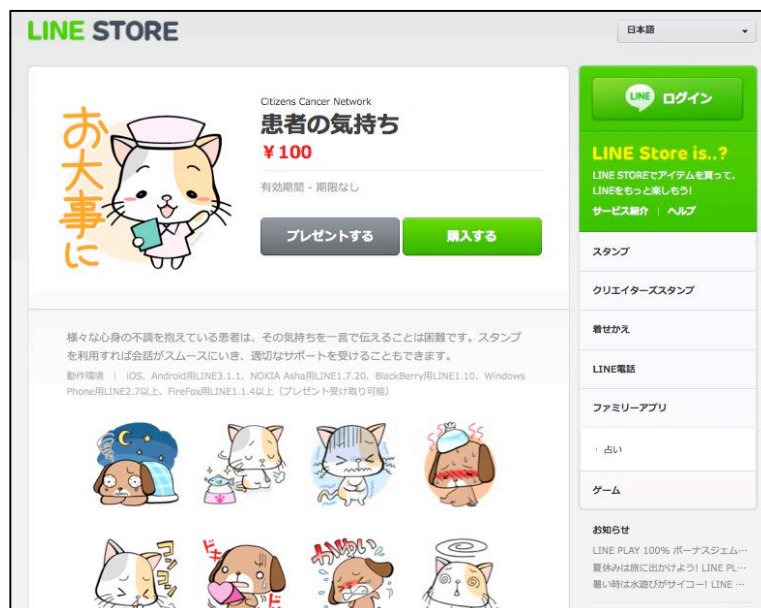 LINE STORE
日本語
お大事に
Citizens Cancer Network
患者の気持ち
¥100
有効期間 - 期限なし
プレゼントする
購入する
様々な心身の不調を抱えている患者は、その気持ちを一言で伝えることは困難です。スタンプ
を利用すれば会話がスムースにいき、適切なサポートを受けることもできます。
動作環境 | iOS、Android用LINE3.1.1、NOKIA Asha用LINE1.7.20、BlackBerry用LINE1.10、Windows
Phone用LINE2.7以上、FireFox用LINE1.1.4以上（プレゼント受け取り可能）
コンコン
ドキドキ
かゆい
LINE ログイン
LINE Store is..?
LINE STOREでアイテムを買って、
LINEをもっと楽しもう!
サービス紹介 | ヘルプ
スタンプ
クリエイターズスタンプ
着せかえ
LINE電話
ファミリーアプリ
· 占い
ゲーム
お知らせ
LINE PLAY 100% ボーナスジェム…
夏休みは旅に出かけよう! LINE PL…
暑い時は水遊びがサイコー! LINE …